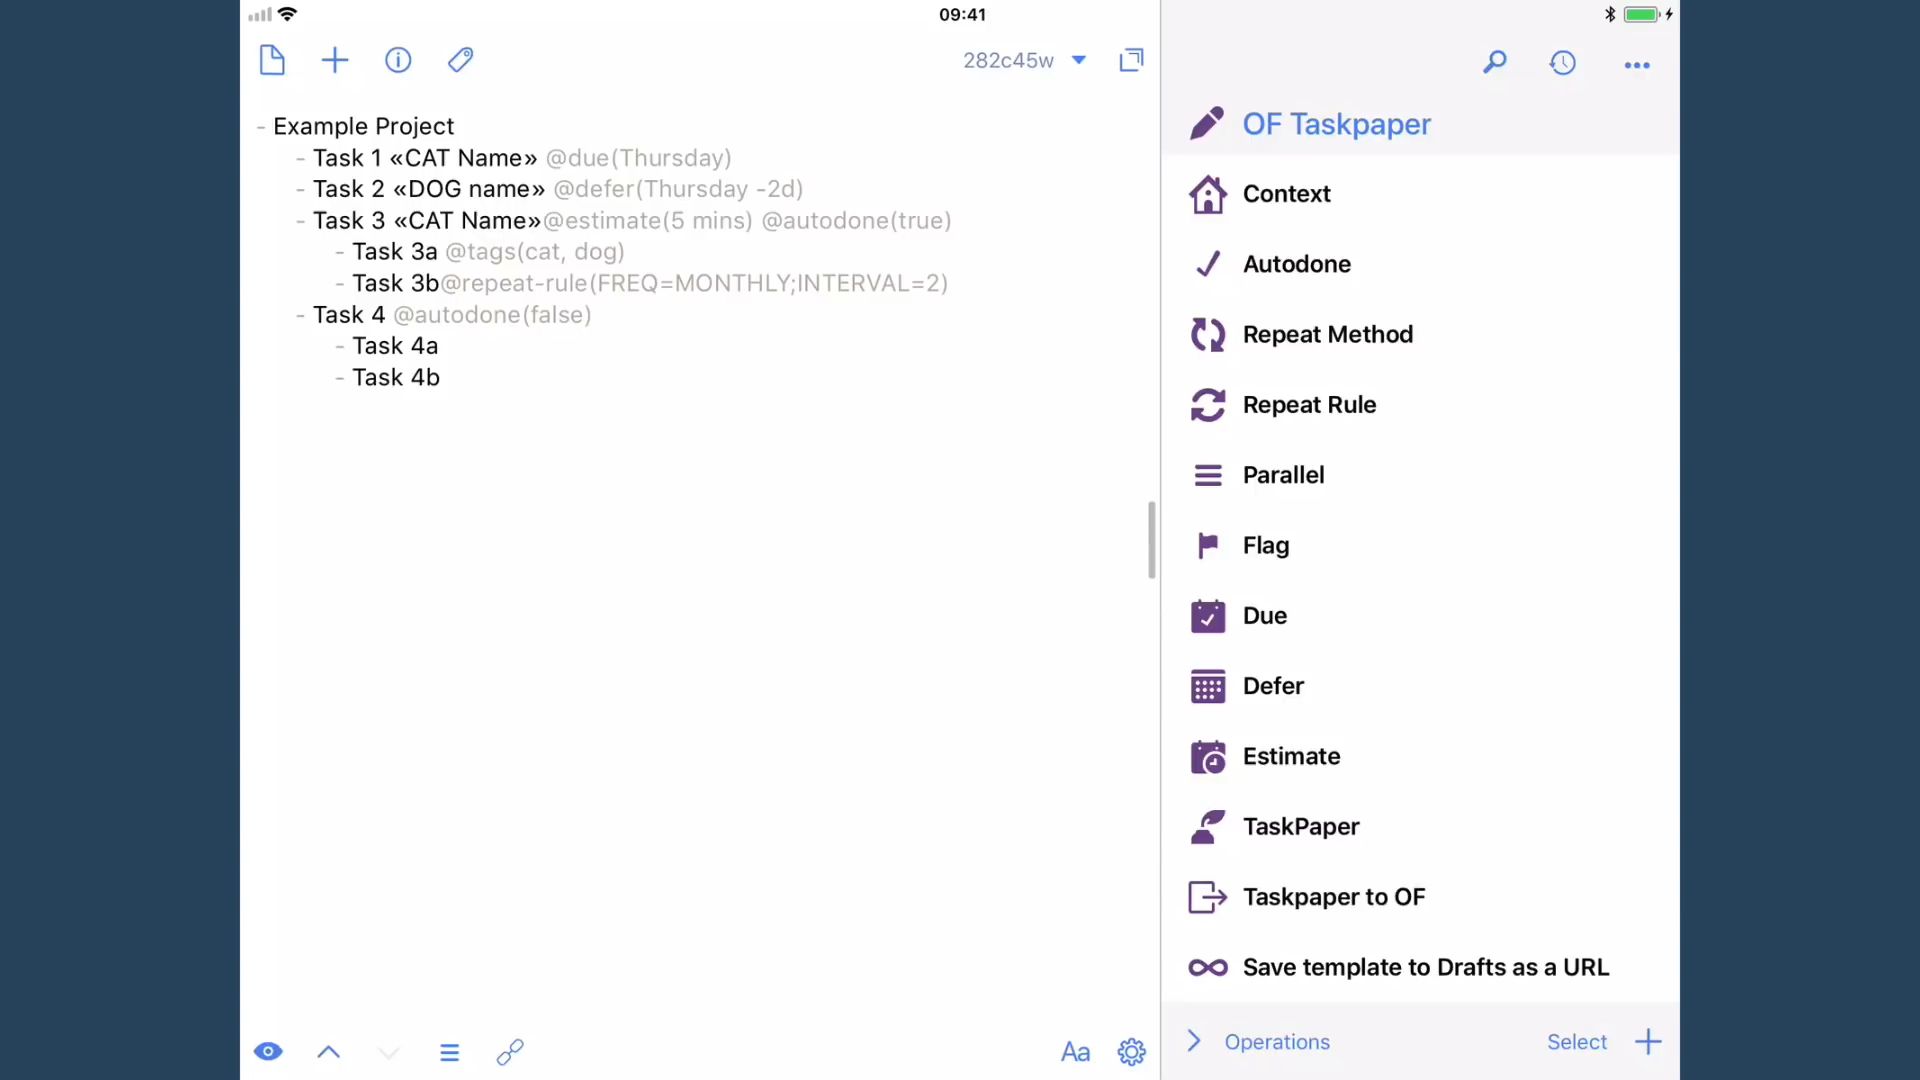 09:41
282c45w
- Example Project
- Task 1 «CAT Name» @due(Thursday)
- Task 2 «DOG name» @defer(Thursday -2d)
- Task 3 «CAT Name»@estimate(5 mins) @autodone(true)
- Task 3a @tags(cat, dog)
- Task 3b@repeat-rule(FREQ=MONTHLY;INTERVAL=2)
- Task 4 @autodone(false)
- Task 4a
- Task 4b
Aa
OF Taskpaper
Context
Autodone
Repeat Method
Repeat Rule
Parallel
Flag
Due
Defer
Estimate
TaskPaper
Taskpaper to OF
Save template to Drafts as a URL
Operations
Select